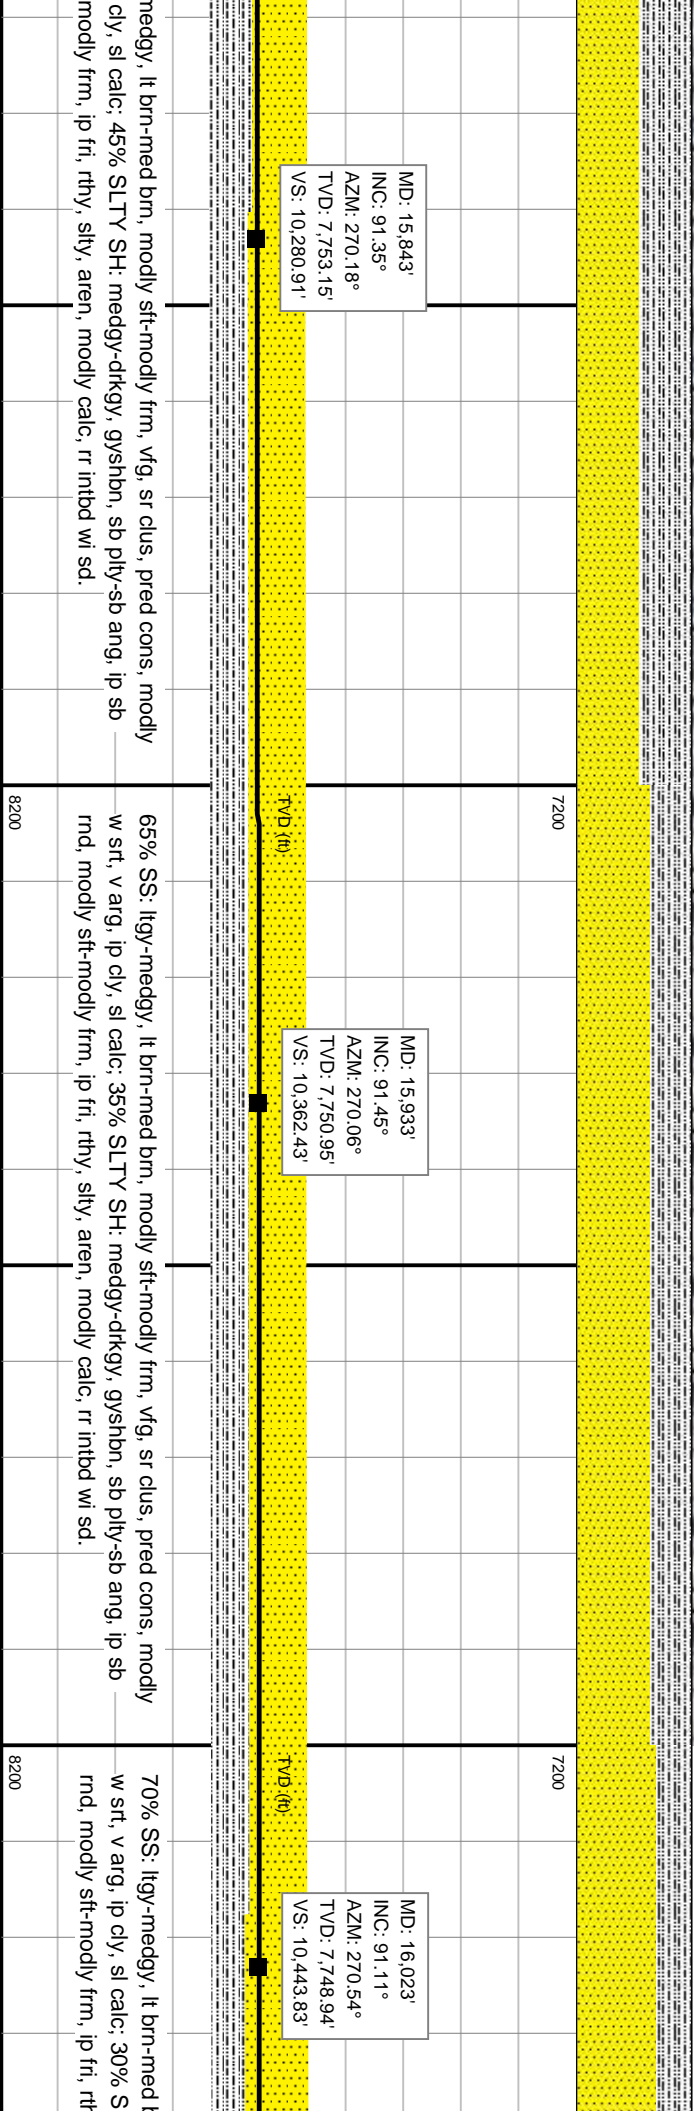 MD: 15,843'
INC: 91.35°
AZM: 270.18°
TVD: 7,753.15'
VS: 10,280.91'
medgy, lt brn-med brn, modly sft-modly frm, vfg, sr clus, pred cons, modly
cly, sl calc; 45% SLTY SH: medgy-drkgy, gyshbn, sb plty-sb ang, ip sb
modly frm, ip fri, rthy, slty, aren, modly calc, rr intbd wi sd.
7200
TVD (ft)
8200
MD: 15,933'
INC: 91.45°
AZM: 270.06°
TVD: 7,750.95'
VS: 10,362.43'
65% SS: ltgy-medgy, lt brn-med brn, modly sft-modly frm, vfg, sr clus, pred cons, modly
w srt, v arg, ip cly, sl calc; 35% SLTY SH: medgy-drkgy, gyshbn, sb plty-sb ang, ip sb
rnd, modly sft-modly frm, ip fri, rthy, slty, aren, modly calc, rr intbd wi sd.
7200
TVD (ft)
8200
MD: 16,023'
INC: 91.11°
AZM: 270.54°
TVD: 7,748.94'
VS: 10,443.83'
70% SS: ltgy-medgy, lt brn-med b
w srt, v arg, ip cly, sl calc; 30% S
rnd, modly sft-modly frm, ip fri, rth